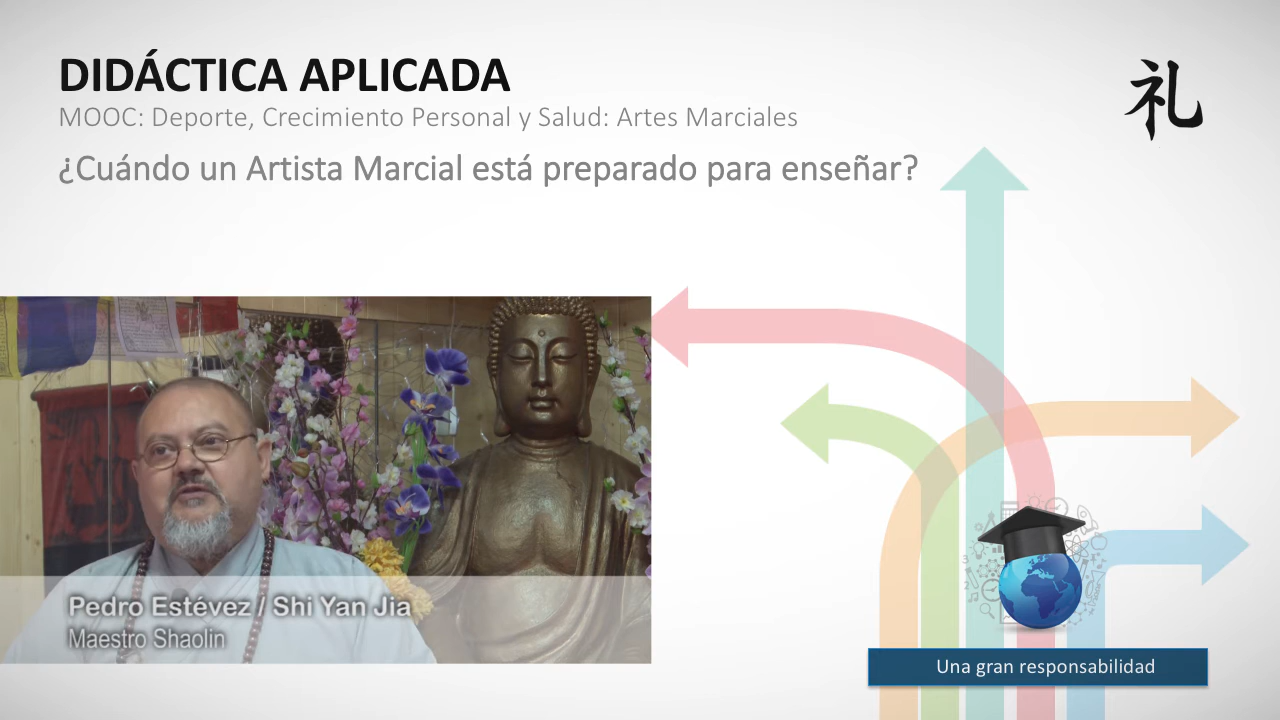 DIDÁCTICA APLICADA
礼
MOOC: Deporte, Crecimiento Personal y Salud: Artes Marciales
¿Cuándo un Artista Marcial está preparado para enseñar?
Pedro Estévez / Shi Yan Jia
Maestro Shaolin
Una gran responsabilidad